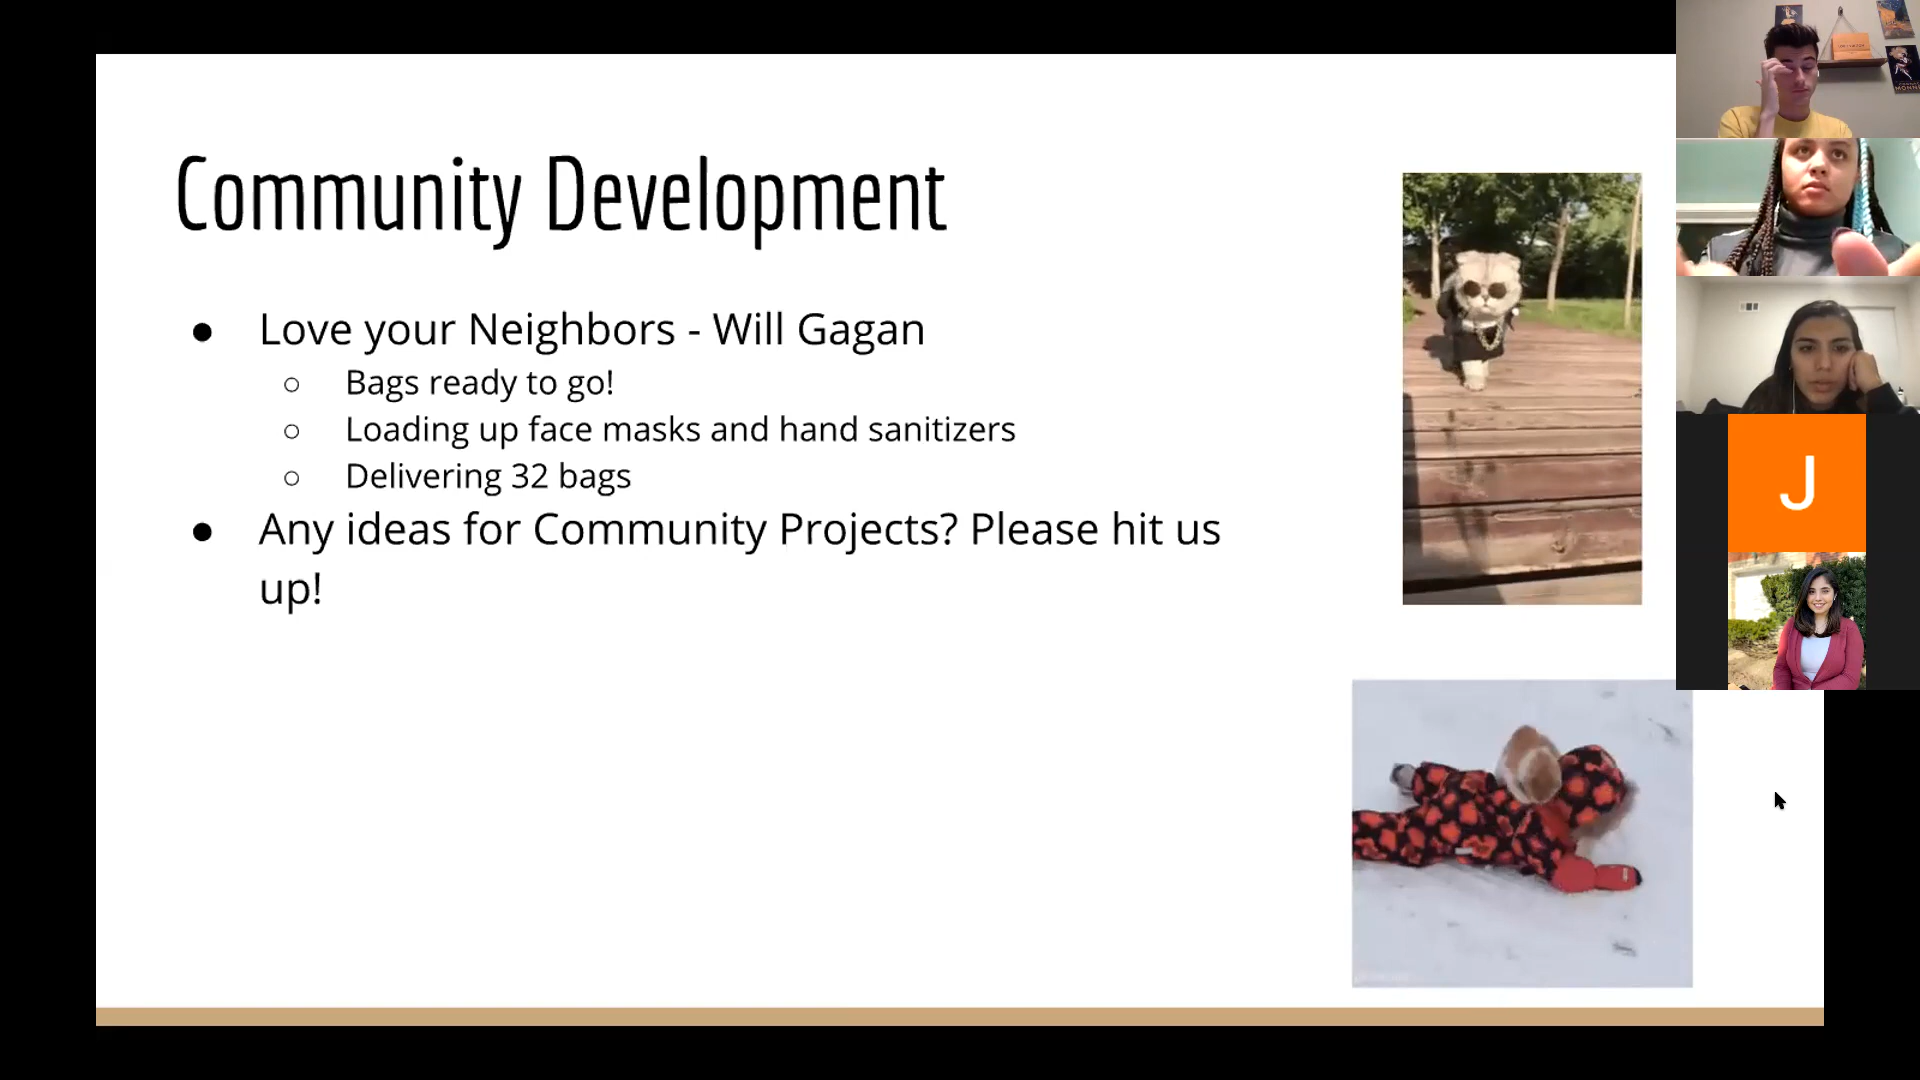 Community Development
● Love your Neighbors - Will Gagan
○ Bags ready to go!
○ Loading up face masks and hand sanitizers
○ Delivering 32 bags
● Any ideas for Community Projects? Please hit us
up!
J